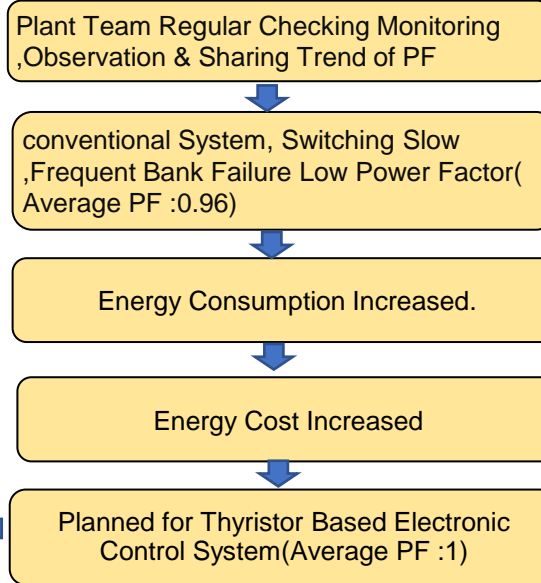 Plant Team Regular Checking Monitoring
,Observation & Sharing Trend of PF
conventional System, Switching Slow
,Frequent Bank Failure Low Power Factor(
Average PF :0.96)
Energy Consumption Increased.
Energy Cost Increased
Planned for Thyristor Based Electronic
Control System(Average PF :1)